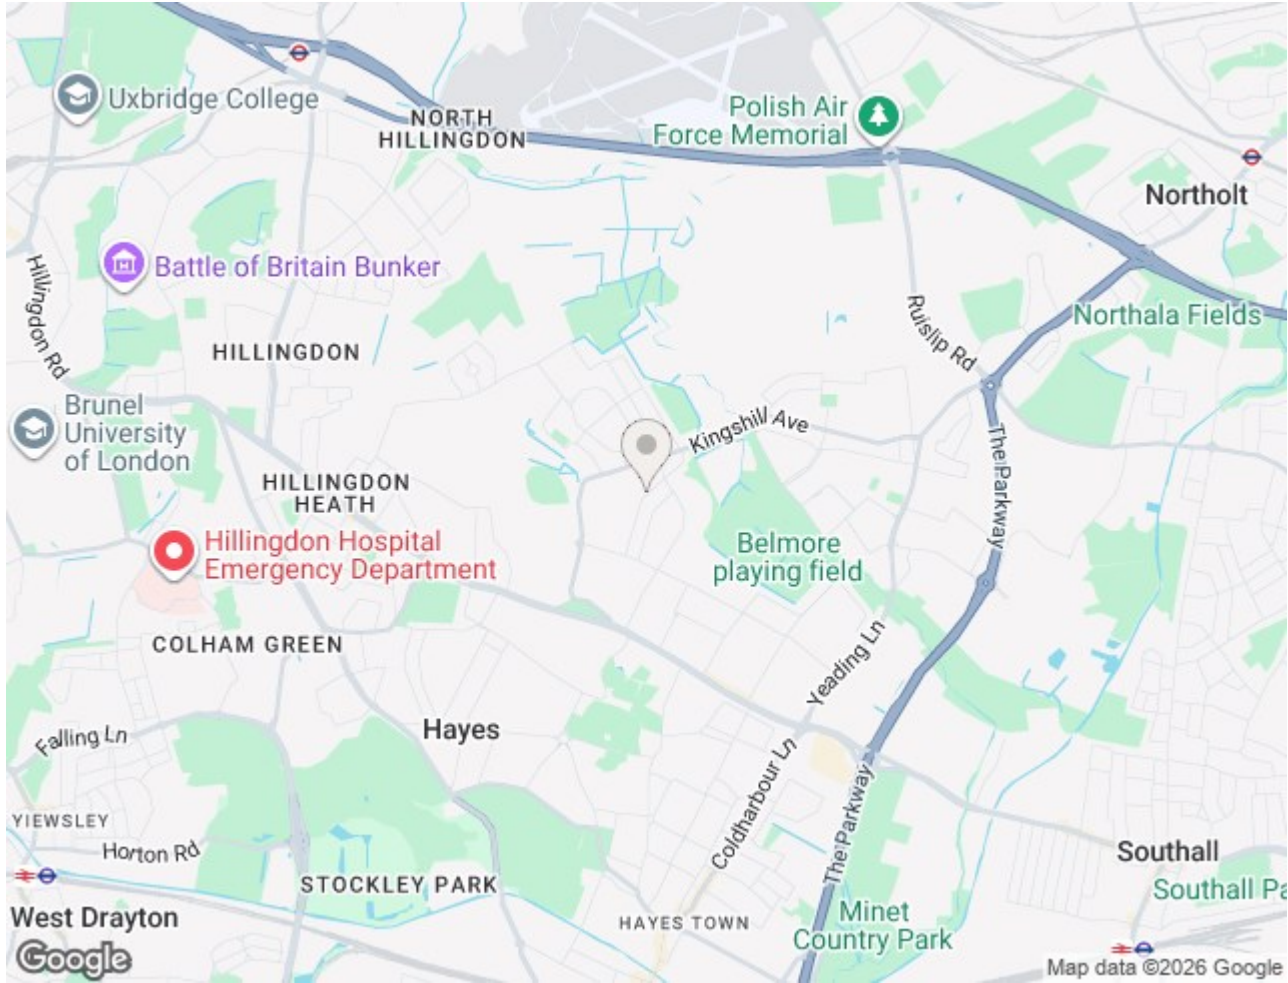 Uxbridge College
NORTH
HILLINGDON
Polish Air
Force Memorial
Northolt
Hillingdon Rd
Battle of Britain Bunker
Ruislip Rd
Northala Fields
HILLINGDON
Brunel
University
of London
Kingshill Ave
The Parkway
HILLINGDON
HEATH
Hillingdon Hospital
Emergency Department
Belmore
playing field
COLHAM GREEN
Yeading Ln
Falling Ln
Hayes
Coldharbour Ln
The Parkway
YIEWSLEY
Horton Rd
Southall
STOCKLEY PARK
Southall Pa
West Drayton
HAYES TOWN
Minet
Country Park
Google
Map data ©2026 Google